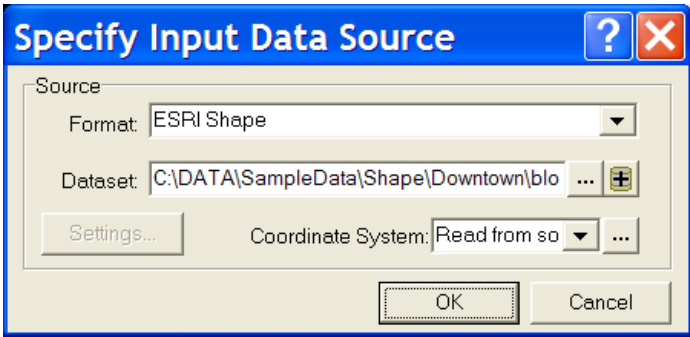 Specify Input Data Source
Source
Format: ESRI Shape
Dataset: C:\DATA\SampleData\Shape\Downtown\blo ...
Settings... Coordinate System: Read from so ...
OK Cancel